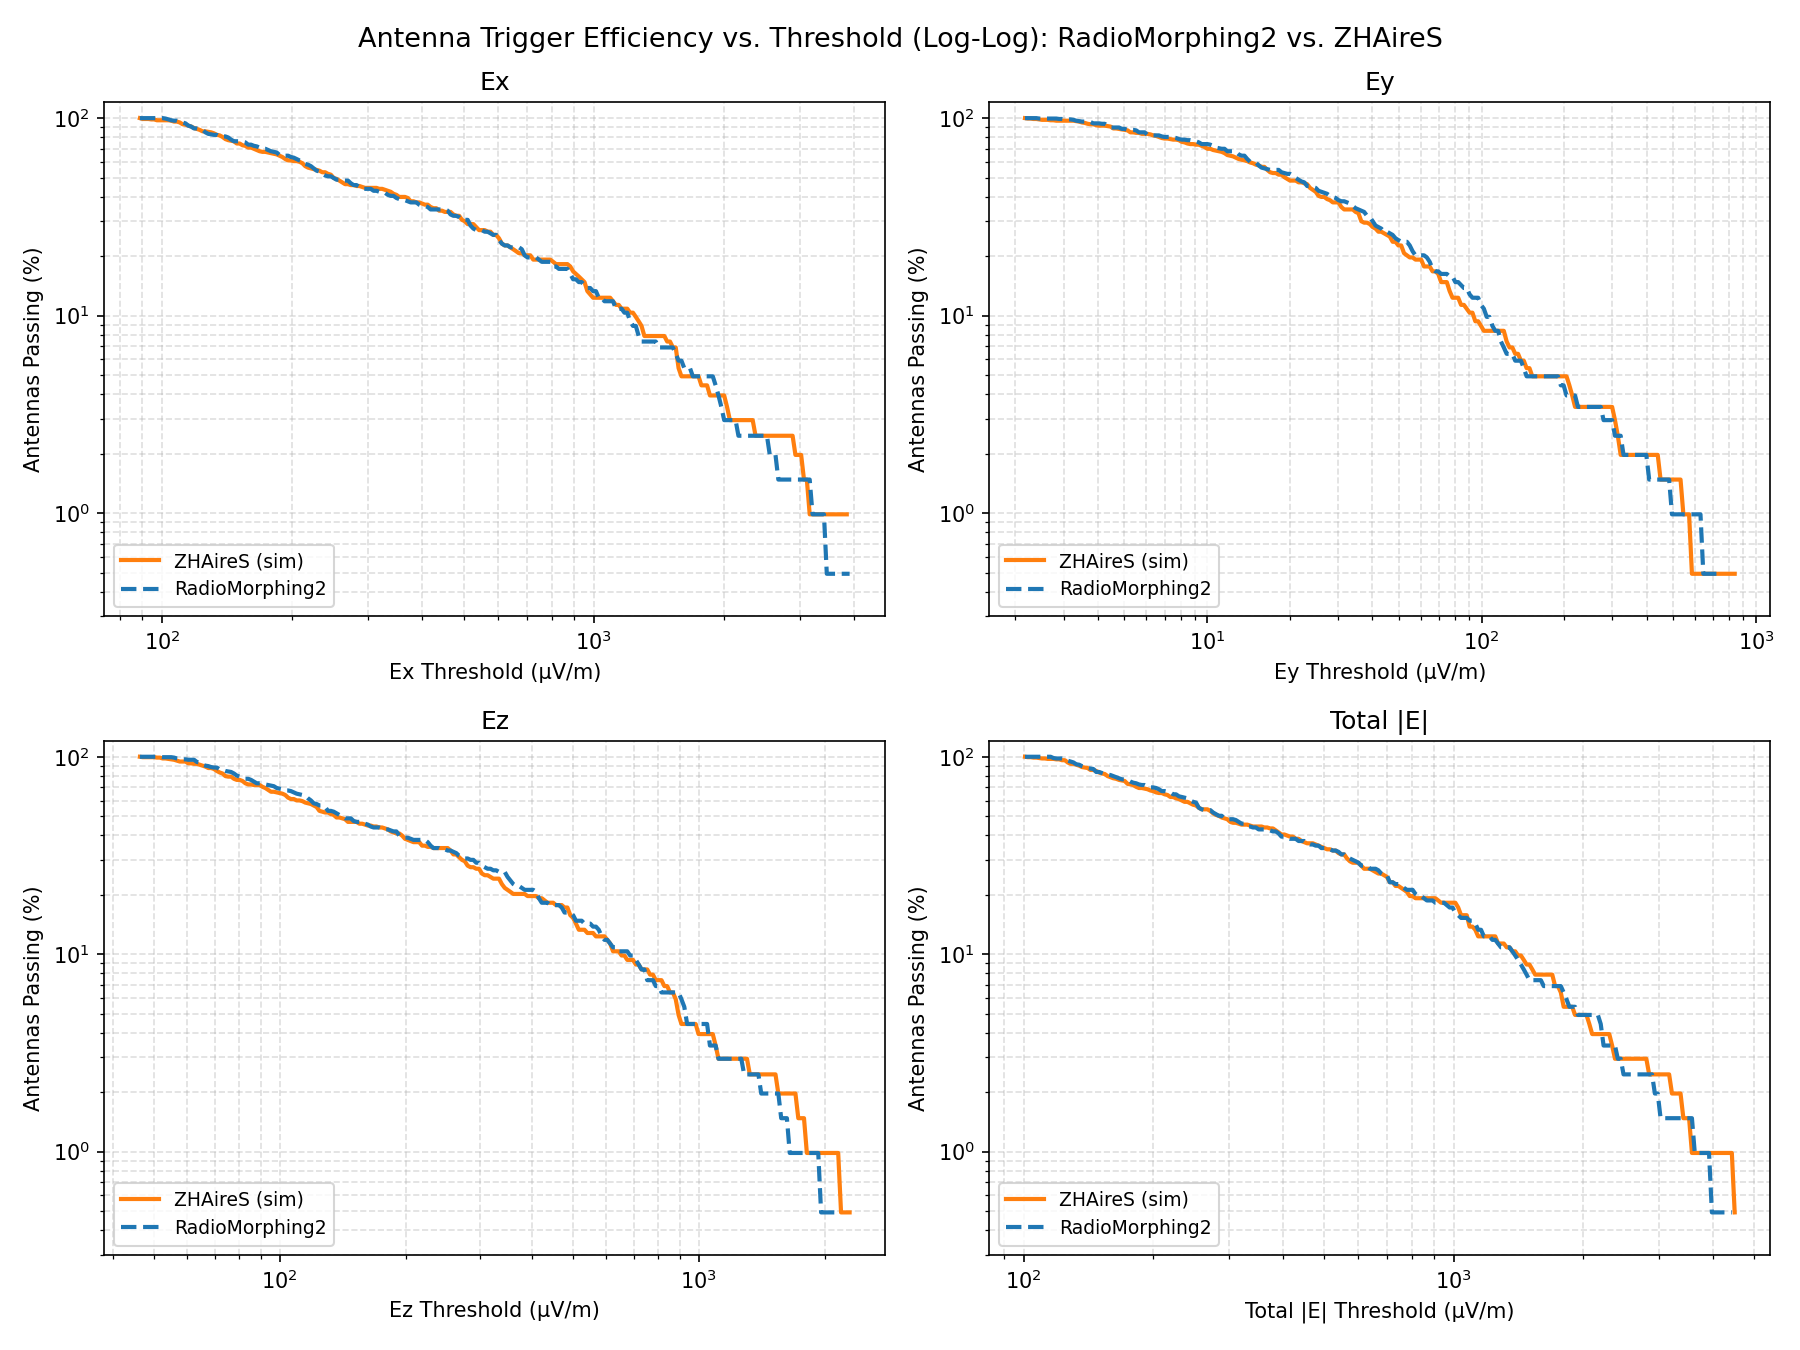 Antenna Trigger Efficiency vs. Threshold (Log-Log): RadioMorphing2 vs. ZHAireS
Ex
Antennas Passing (%)
10²
10¹
10⁰
ZHAireS (sim)
RadioMorphing2
10² 10³
Ex Threshold (µV/m)
Ey
Antennas Passing (%)
10²
10¹
10⁰
ZHAireS (sim)
RadioMorphing2
10¹ 10² 10³
Ey Threshold (µV/m)
Ez
Antennas Passing (%)
10²
10¹
10⁰
ZHAireS (sim)
RadioMorphing2
10² 10³
Ez Threshold (µV/m)
Total |E|
Antennas Passing (%)
10²
10¹
10⁰
ZHAireS (sim)
RadioMorphing2
10² 10³
Total |E| Threshold (µV/m)